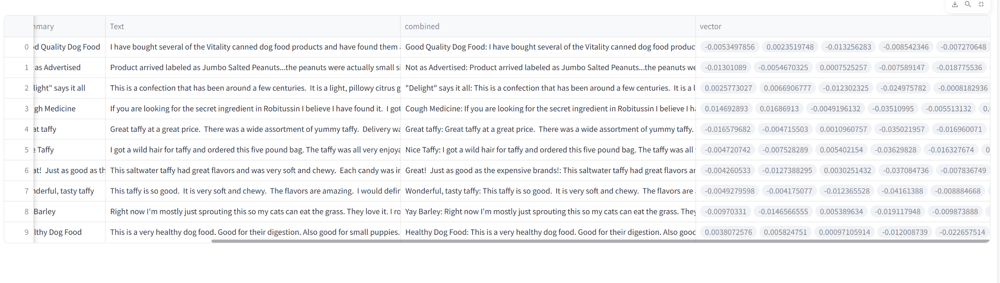 mmary Text combined vector
0 d Quality Dog Food I have bought several of the Vitality canned dog food products and have found them Good Quality Dog Food: I have bought several of the Vitality canned dog food produc -0.0053497856 0.0023519748 -0.013256283 -0.008542346 -0.007270648
1 as Advertised Product arrived labeled as Jumbo Salted Peanuts...the peanuts were actually small si Not as Advertised: Product arrived labeled as Jumbo Salted Peanuts...the peanuts we -0.01301089 -0.0054670325 0.0007525257 -0.007589147 -0.018775536
2 light" says it all This is a confection that has been around a few centuries. It is a light, pillowy citrus g "Delight" says it all: This is a confection that has been around a few centuries. It is a l 0.0025773027 0.0066906777 -0.012302325 -0.024975782 -0.0008182936
3 gh Medicine If you are looking for the secret ingredient in Robitussin I believe I have found it. I got Cough Medicine: If you are looking for the secret ingredient in Robitussin I believe I ha 0.014692893 0.01686913 -0.0049196132 -0.03510995 -0.005513132 0.
4 at taffy Great taffy at a great price. There was a wide assortment of yummy taffy. Delivery wa Great taffy: Great taffy at a great price. There was a wide assortment of yummy taffy. -0.016579682 -0.004715503 0.0010960757 -0.035021957 -0.016960071
5 e Taffy I got a wild hair for taffy and ordered this five pound bag. The taffy was all very enjoya Nice Taffy: I got a wild hair for taffy and ordered this five pound bag. The taffy was all -0.004720742 -0.007528289 0.005402154 -0.03629828 -0.016327674 0
6 at! Just as good as th This saltwater taffy had great flavors and was very soft and chewy. Each candy was in Great! Just as good as the expensive brands!: This saltwater taffy had great flavors ar -0.004260533 -0.0127388295 0.0030251432 -0.037084736 -0.007836749
7 nderful, tasty taffy This taffy is so good. It is very soft and chewy. The flavors are amazing. I would defin Wonderful, tasty taffy: This taffy is so good. It is very soft and chewy. The flavors are -0.0049279598 -0.004175077 -0.012365528 -0.04161388 -0.008884668
8 Barley Right now I'm mostly just sprouting this so my cats can eat the grass. They love it. I ro Yay Barley: Right now I'm mostly just sprouting this so my cats can eat the grass. They -0.00970331 -0.0146566555 0.005389634 -0.019117948 -0.009873888
9 lthy Dog Food This is a very healthy dog food. Good for their digestion. Also good for small puppies. Healthy Dog Food: This is a very healthy dog food. Good for their digestion. Also good 0.0038072576 0.005824751 0.00097105914 -0.012008739 -0.022657514